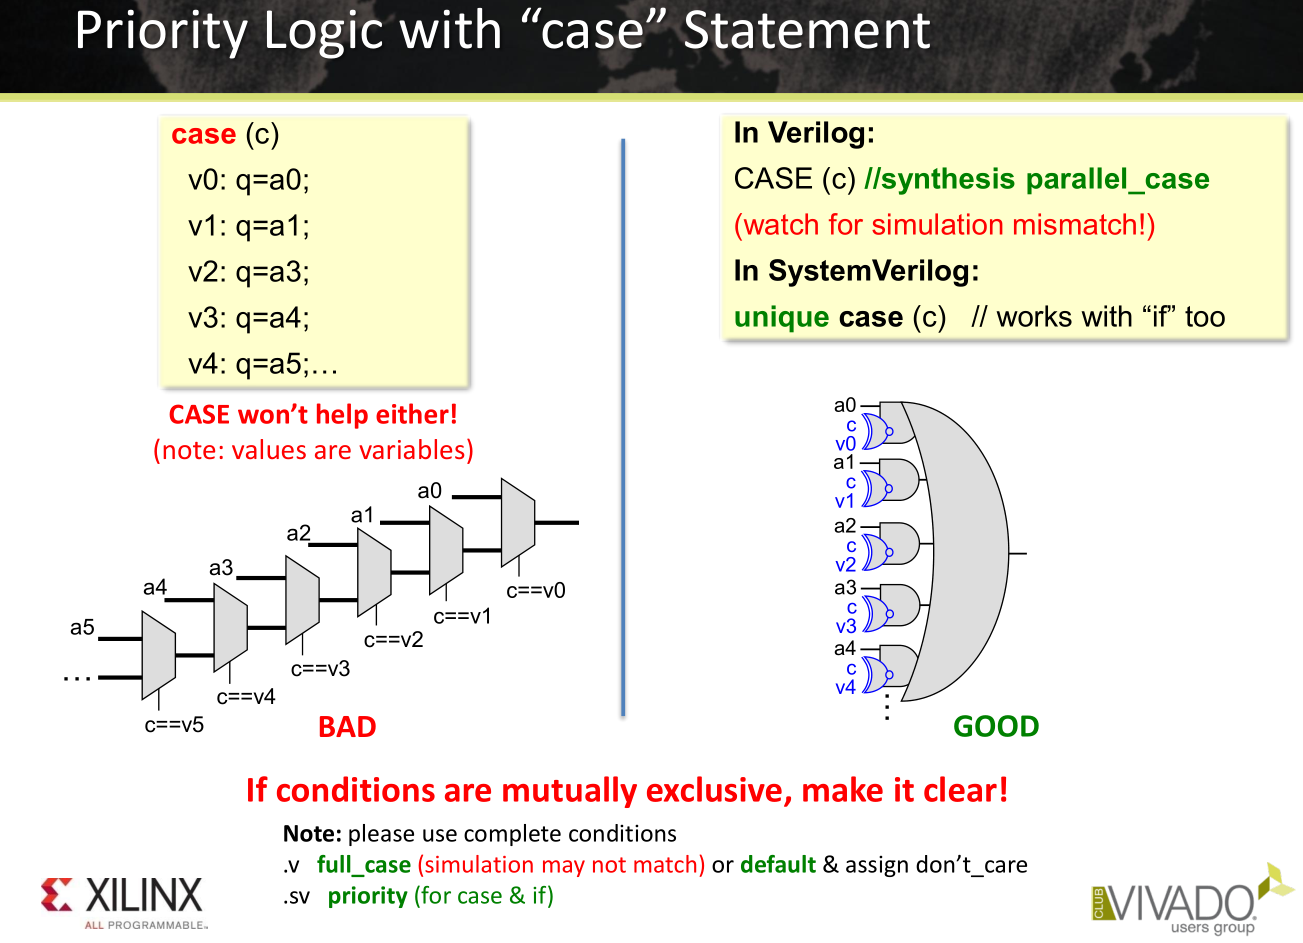 Priority Logic with “case” Statement
case (c)
v0: q=a0;
v1: q=a1;
v2: q=a3;
v3: q=a4;
v4: q=a5;…
CASE won’t help either!
(note: values are variables)
a0
a1
a2
a3
a4
a5
…
c==v0
c==v1
c==v2
c==v3
c==v4
c==v5
BAD
In Verilog:
CASE (c) //synthesis parallel_case
(watch for simulation mismatch!)
In SystemVerilog:
unique case (c) // works with “if” too
a0
c
v0
a1
c
v1
a2
c
v2
a3
c
v3
a4
c
v4
…
GOOD
If conditions are mutually exclusive, make it clear!
Note: please use complete conditions
.v full_case (simulation may not match) or default & assign don’t_care
.sv priority (for case & if)
XILINX
ALL PROGRAMMABLE™
CLUB VIVADO
users group